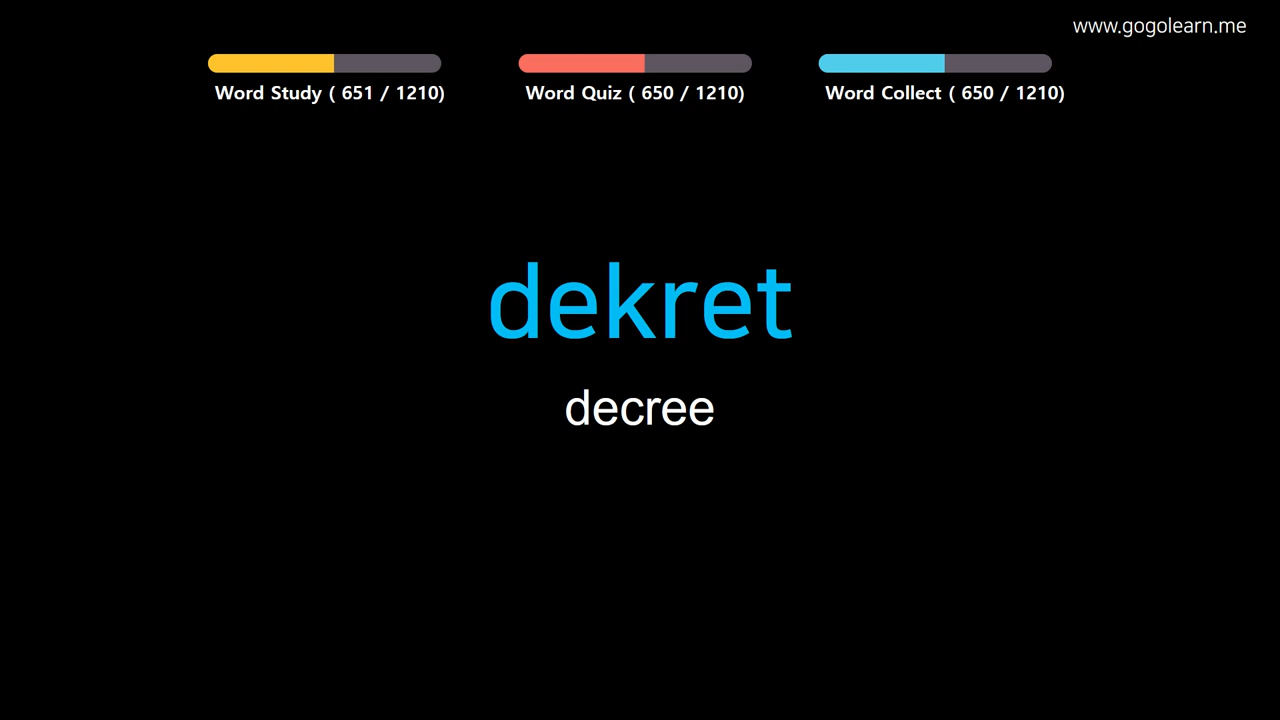 www.gogolearn.me
Word Study ( 651 / 1210)
Word Quiz ( 650 / 1210)
Word Collect ( 650 / 1210)
dekret
decree